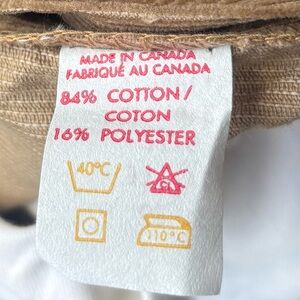 MADE IN CANADA
FABRIQUÉ AU CANADA
84% COTTON /
COTON
16% POLYESTER
40°C
110°C